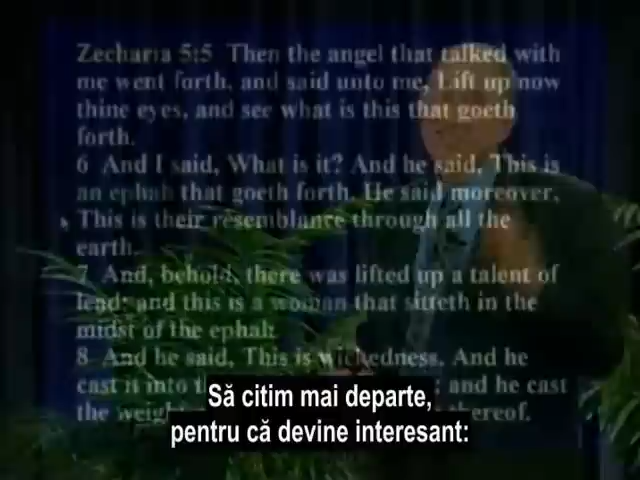 Zecharia 5:5 Then the angel that talked with
me went forth, and said unto me, Lift up now
thine eyes, and see what is this that goeth
forth.
6 And I said, What is it? And he said, This is
an ephah that goeth forth. He said moreover,
This is their resemblance through all the
earth.
7 And, behold, there was lifted up a talent of
lead: and this is a woman that sitteth in the
midst of the ephah:
8 And he said, This is wickedness. And he
cast it into ; and he cast
the thereof.
Să citim mai departe,
pentru că devine interesant: